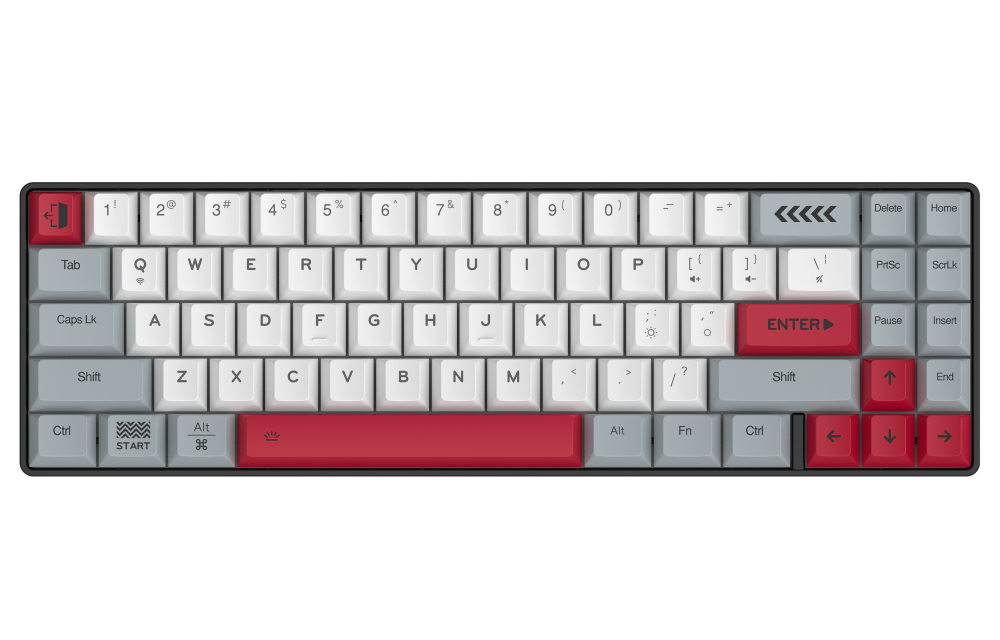 1 ! 2 @ 3 # 4 $ 5 % 6 ^ 7 & 8 * 9 ( 0 ) - _ = + Delete Home
Tab Q W E R T Y U I O P [ { ] } \ | PrtSc ScrLk
Caps Lk A S D F G H J K L ; : ' " ENTER Pause Insert
Shift Z X C V B N M , < . > / ? Shift ↑ End
Ctrl START Alt ⌘ Alt Fn Ctrl ← ↓ →